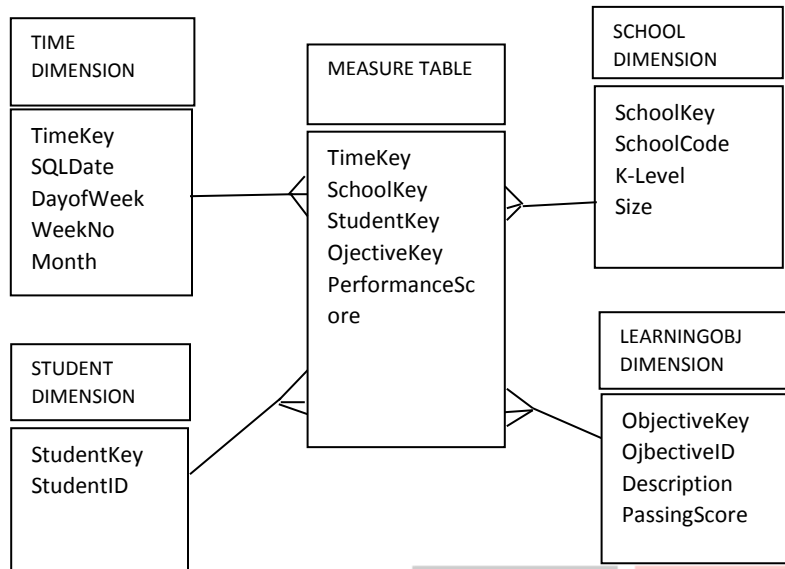 TIME
DIMENSION
TimeKey
SQLDate
DayofWeek
WeekNo
Month
MEASURE TABLE
TimeKey
SchoolKey
StudentKey
OjectiveKey
PerformanceSc
ore
SCHOOL
DIMENSION
SchoolKey
SchoolCode
K-Level
Size
STUDENT
DIMENSION
StudentKey
StudentID
LEARNINGOBJ
DIMENSION
ObjectiveKey
OjbectiveID
Description
PassingScore